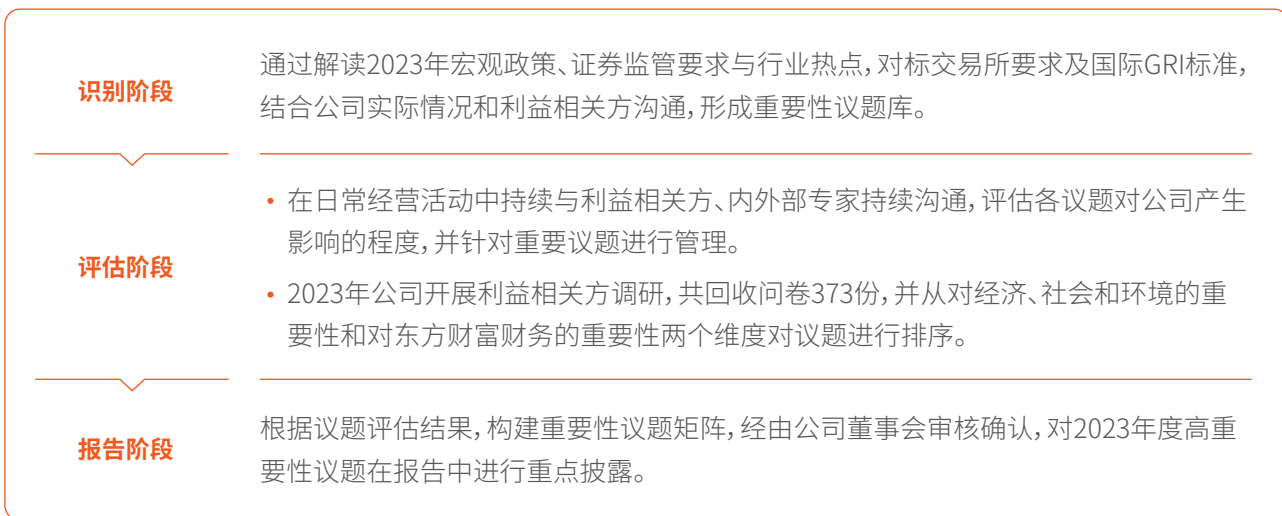 识别阶段
通过解读2023年宏观政策、证券监管要求与行业热点，对标交易所要求及国际GRI标准，
结合公司实际情况和利益相关方沟通，形成重要性议题库。
评估阶段
• 在日常经营活动中持续与利益相关方、内外部专家持续沟通，评估各议题对公司产生
影响的程度，并针对重要议题进行管理。
• 2023年公司开展利益相关方调研，共回收问卷373份，并从对经济、社会和环境的重
要性和对东方财富财务的重要性两个维度对议题进行排序。
报告阶段
根据议题评估结果，构建重要性议题矩阵，经由公司董事会审核确认，对2023年度高重
要性议题在报告中进行重点披露。